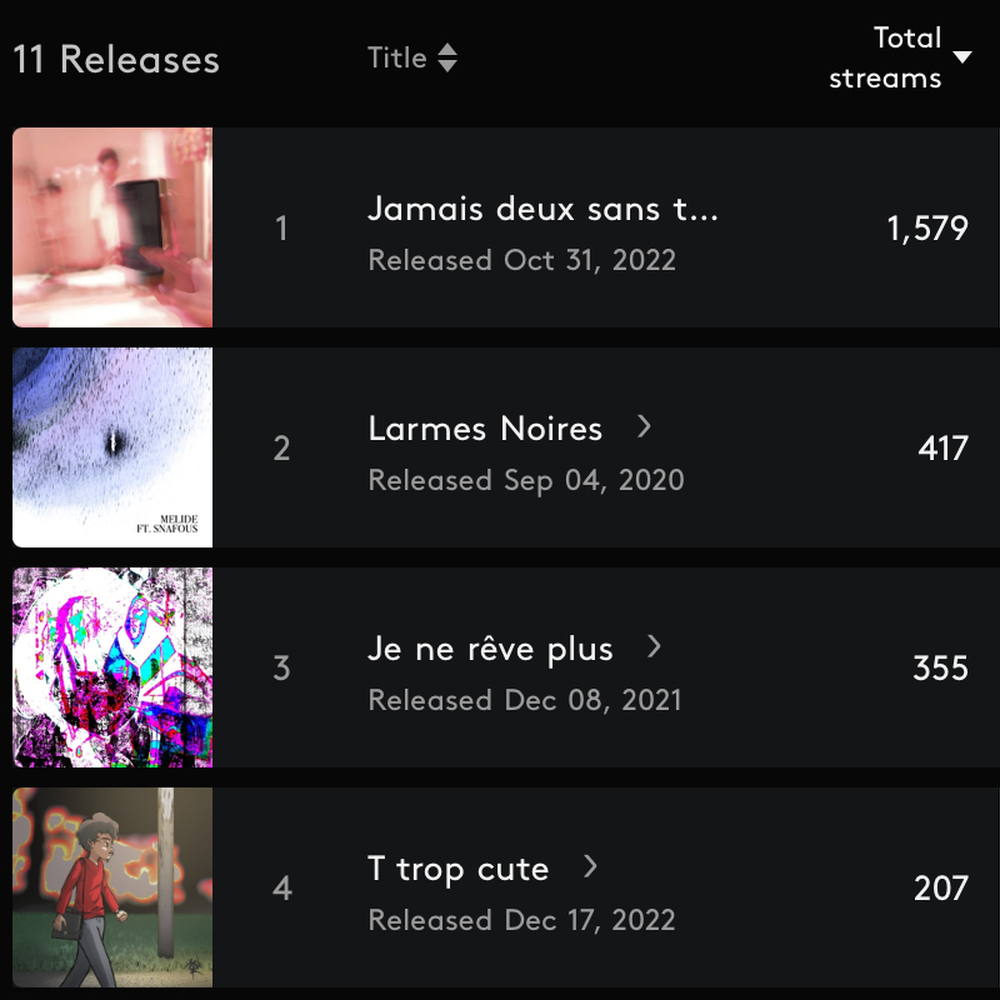 11 Releases
Title
Total
streams
1
Jamais deux sans t...
Released Oct 31, 2022
1,579
MELIDE
FT. SNAFOUS
2
Larmes Noires
Released Sep 04, 2020
417
3
Je ne rêve plus
Released Dec 08, 2021
355
4
T trop cute
Released Dec 17, 2022
207